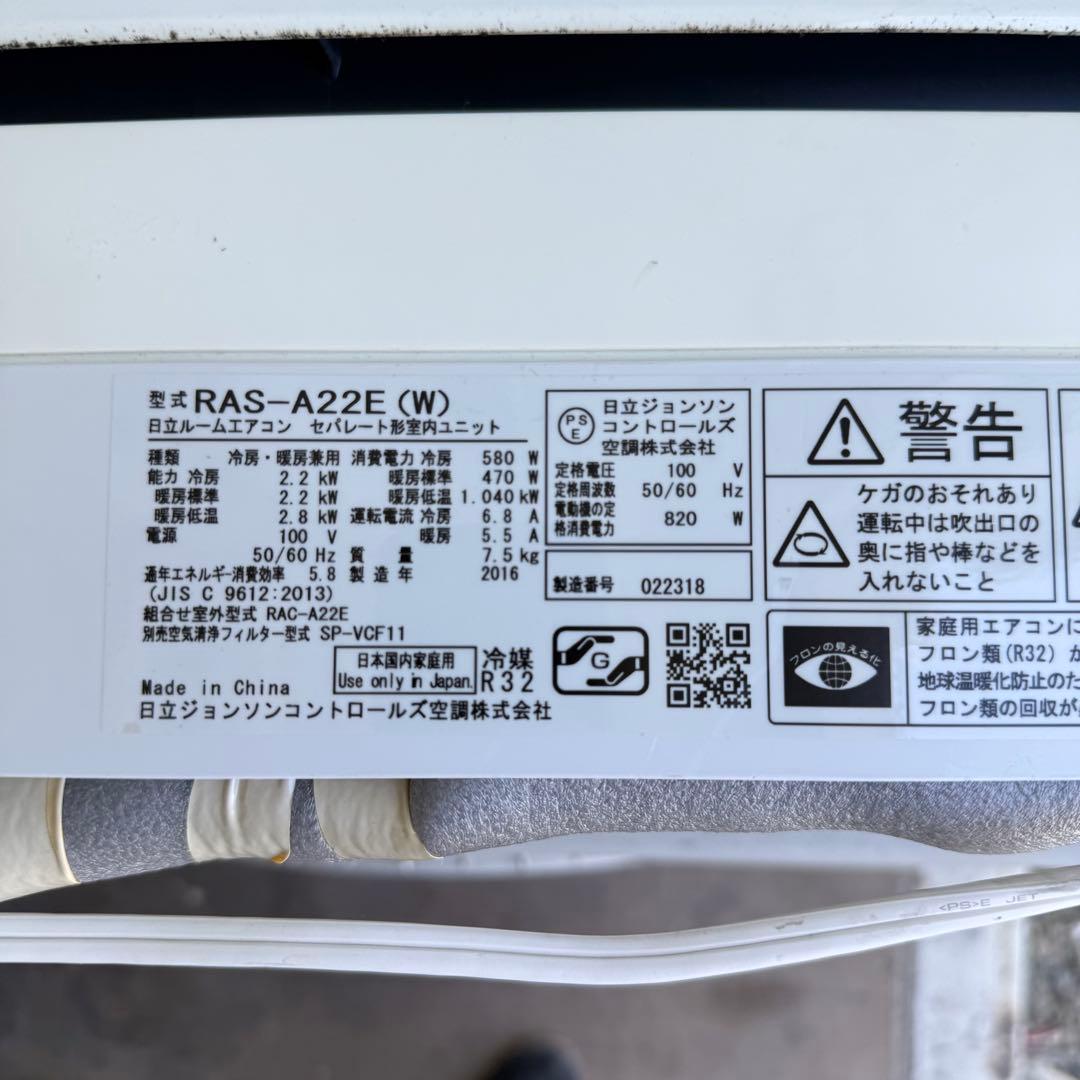 型式 RAS-A22E (W)
日立ルームエアコン セパレート形室内ユニット
種類 冷房・暖房兼用 消費電力 冷房 580 W
能力 冷房 2.2 kW 暖房標準 470 W
暖房標準 2.2 kW 暖房低温 1.040 kW
暖房低温 2.8 kW 運転電流 冷房 6.8 A
電源 100 V 暖房 5.5 A
50/60 Hz 質量 7.5 kg
通年エネルギー消費効率 5.8 製造年 2016
(JIS C 9612:2013)
組合せ室外型式 RAC-A22E
別売空気清浄フィルター型式 SP-VCF11
日本国内家庭用
Use only in Japan.
冷媒
R32
Made in China
日立ジョンソンコントロールズ空調株式会社
PS
E
日立ジョンソン
コントロールズ
空調株式会社
定格電圧 100 V
定格周波数 50/60 Hz
電動機の定
格消費電力 820 W
製造番号 022318
G
警告
ケガのおそれあり
運転中は吹出口の
奥に指や棒などを
入れないこと
フロンの見える化
家庭用エアコンに
フロン類(R32)か
地球温暖化防止のた
フロン類の回収が
<PS>E JET